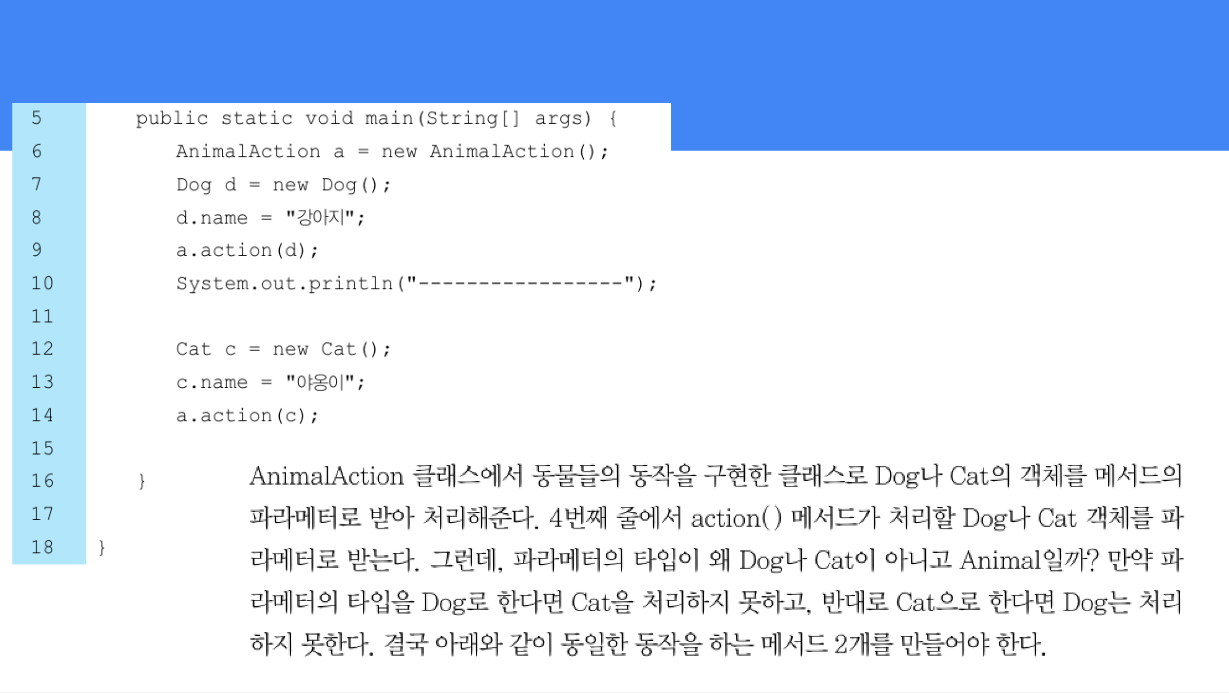 5 public static void main(String[] args) {
6 AnimalAction a = new AnimalAction();
7 Dog d = new Dog();
8 d.name = "강아지";
9 a.action(d);
10 System.out.println("-----------------");
11
12 Cat c = new Cat();
13 c.name = "야옹이";
14 a.action(c);
15
16 }
17
18 }
AnimalAction 클래스에서 동물들의 동작을 구현한 클래스로 Dog나 Cat의 객체를 메서드의
파라메터로 받아 처리해준다. 4번째 줄에서 action() 메서드가 처리할 Dog나 Cat 객체를 파
라메터로 받는다. 그런데, 파라메터의 타입이 왜 Dog나 Cat이 아니고 Animal일까? 만약 파
라메터의 타입을 Dog로 한다면 Cat을 처리하지 못하고, 반대로 Cat으로 한다면 Dog는 처리
하지 못한다. 결국 아래와 같이 동일한 동작을 하는 메서드 2개를 만들어야 한다.